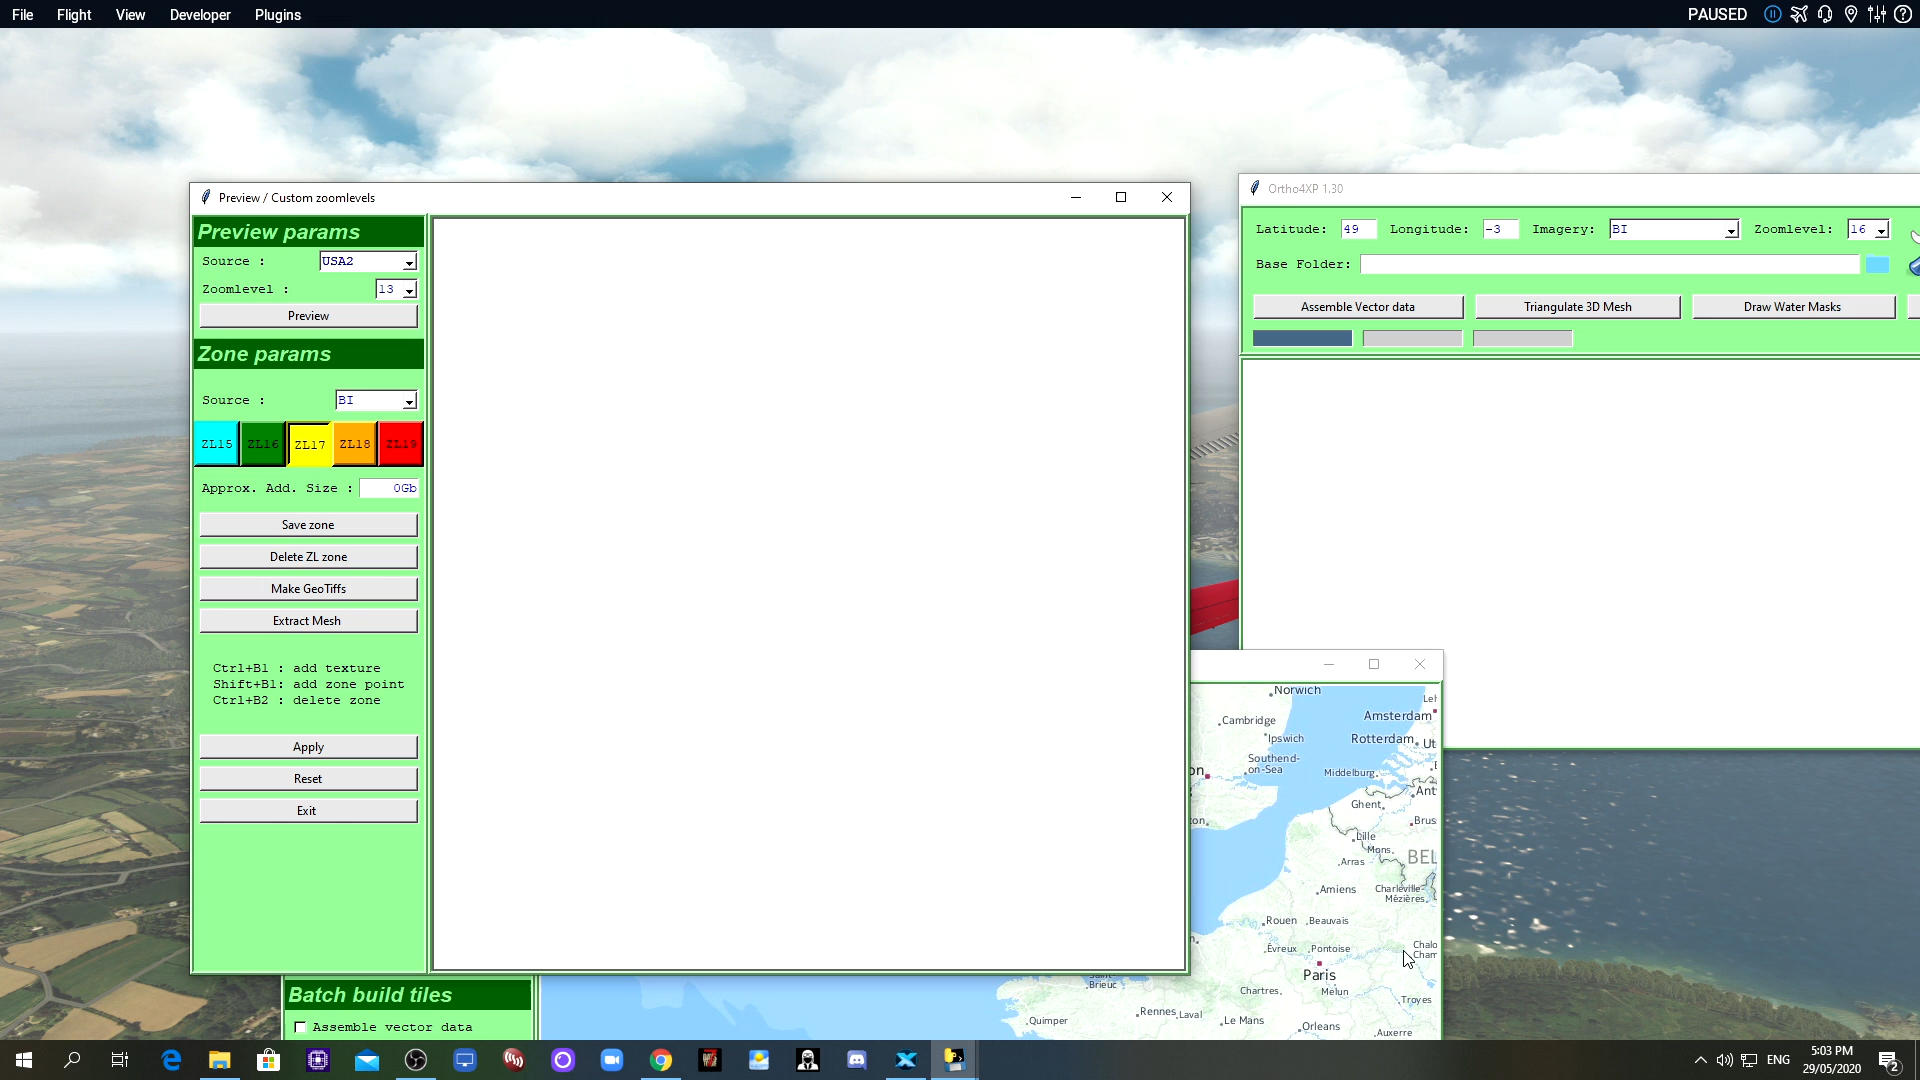 File Flight View Developer Plugins PAUSED
Preview / Custom zoomlevels
Preview params
Source : USA2
Zoomlevel : 13
Preview
Zone params
Source : BI
ZL15 ZL16 ZL17 ZL18 ZL19
Approx. Add. Size : 0Gb
Save zone
Delete ZL zone
Make GeoTiffs
Extract Mesh
Ctrl+B1 : add texture
Shift+B1: add zone point
Ctrl+B2 : delete zone
Apply
Reset
Exit
Ortho4XP 1.30
Latitude: 49 Longitude: -3 Imagery: BI Zoomlevel: 16
Base Folder:
Assemble Vector data Triangulate 3D Mesh Draw Water Masks
Norwich
Cambridge
Amsterdam
Ipswich
Rotterdam
Southend-
on-Sea
Middelburg
Ghent
Lille
Mons
Arras
BEL
Amiens
Charleville-
Mézières
Rouen Beauvais
Évreux Pontoise
Paris
Chartres Melun
Troyes
Brieuc
Rennes Laval
Quimper
Le Mans
Orleans
Auxerre
Batch build tiles
Assemble vector data
ENG
5:03 PM
29/05/2020
2